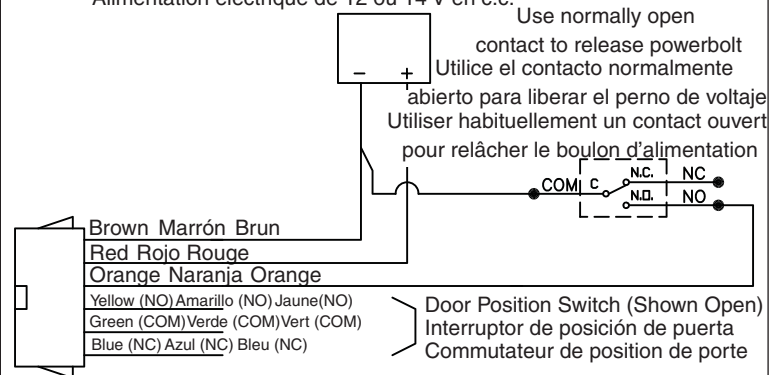 Alimentation électrique de 12 ou 14 V en c.c.
Use normally open
contact to release powerbolt
Utilice el contacto normalmente
abierto para liberar el perno de voltaje
Utiliser habituellement un contact ouvert
pour relâcher le boulon d'alimentation
– +
COM C N.C. NC
N.O. NO
Brown Marrón Brun
Red Rojo Rouge
Orange Naranja Orange
Yellow (NO) Amarillo (NO) Jaune(NO)
Green (COM)Verde (COM)Vert (COM)
Blue (NC) Azul (NC) Bleu (NC)
Door Position Switch (Shown Open)
Interruptor de posición de puerta
Commutateur de position de porte